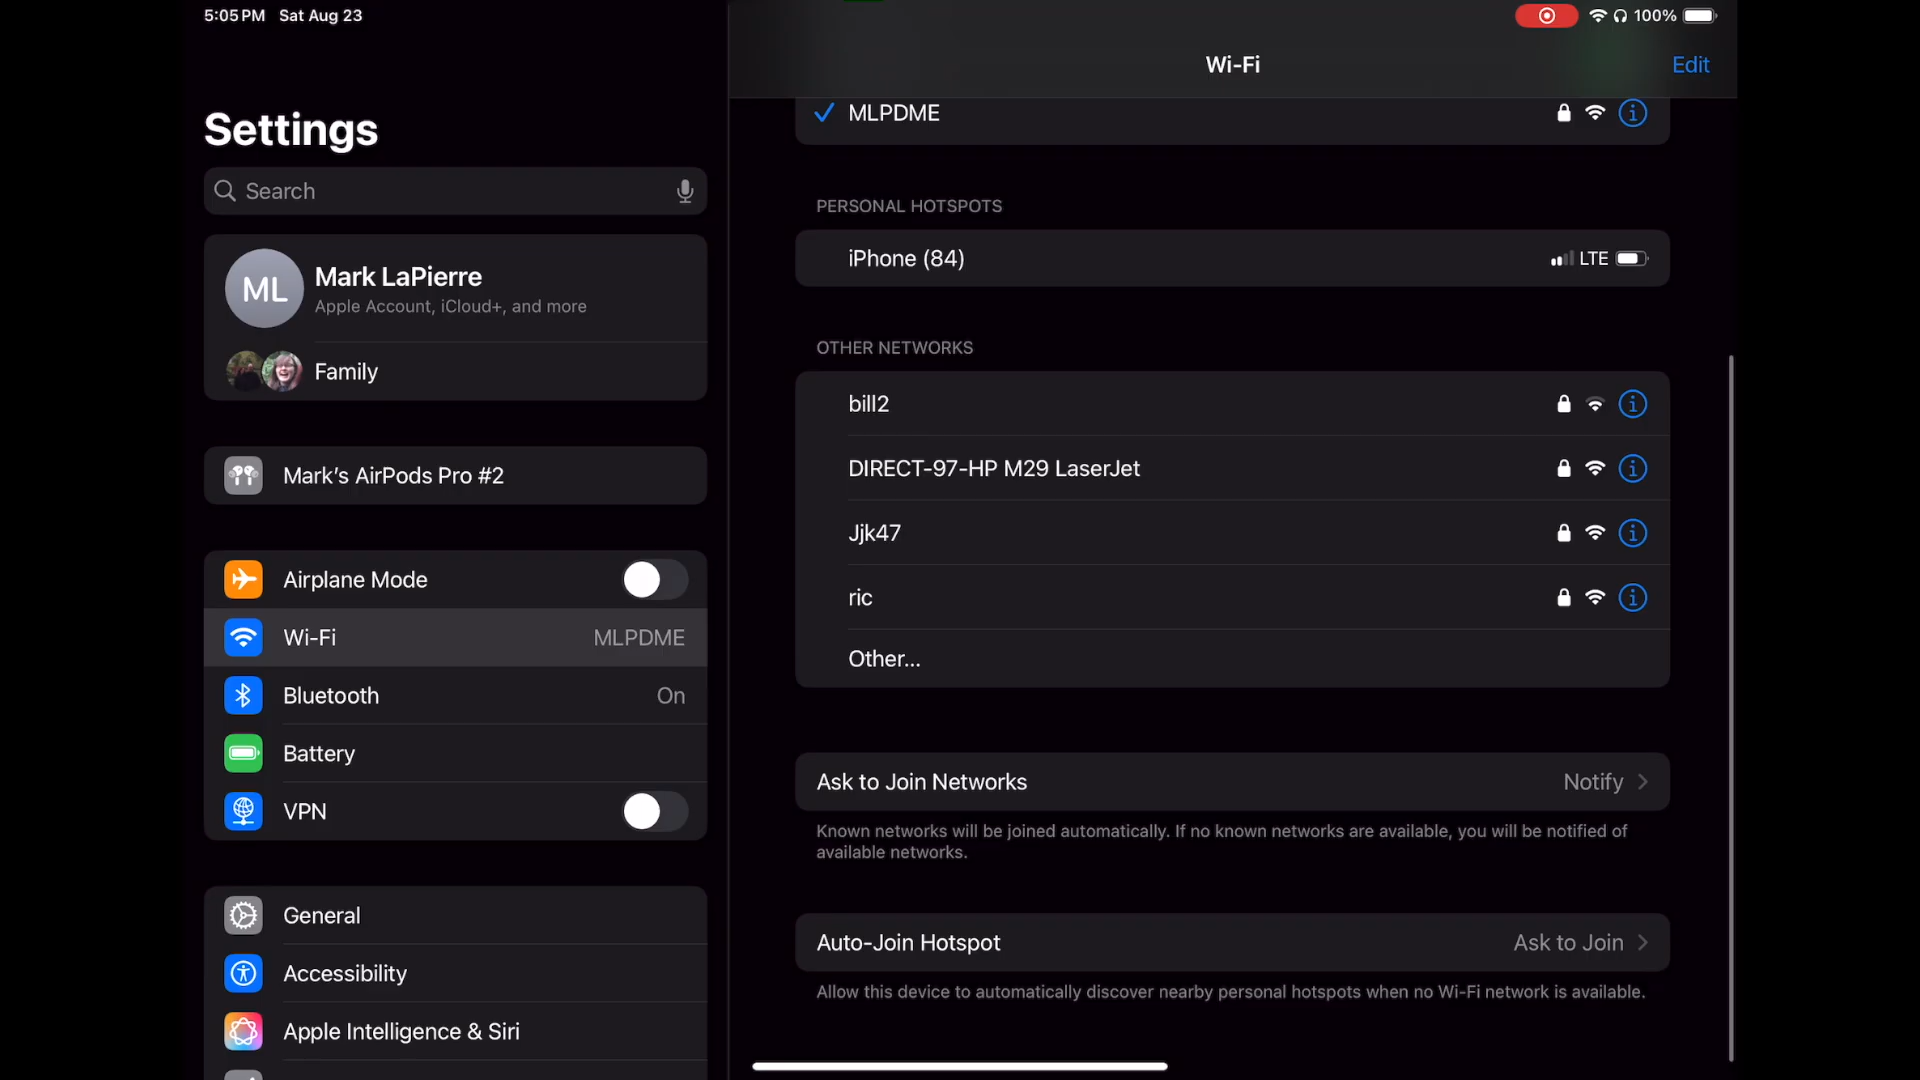 5:05 PM Sat Aug 23
100%
Settings
Search
ML
Mark LaPierre
Apple Account, iCloud+, and more
Family
Mark's AirPods Pro #2
Airplane Mode
Wi-Fi MLPDME
Bluetooth On
Battery
VPN
General
Accessibility
Apple Intelligence & Siri
Wi-Fi
Edit
MLPDME
PERSONAL HOTSPOTS
iPhone (84) LTE
OTHER NETWORKS
bill2
DIRECT-97-HP M29 LaserJet
Jjk47
ric
Other...
Ask to Join Networks Notify
Known networks will be joined automatically. If no known networks are available, you will be notified of
available networks.
Auto-Join Hotspot Ask to Join
Allow this device to automatically discover nearby personal hotspots when no Wi-Fi network is available.